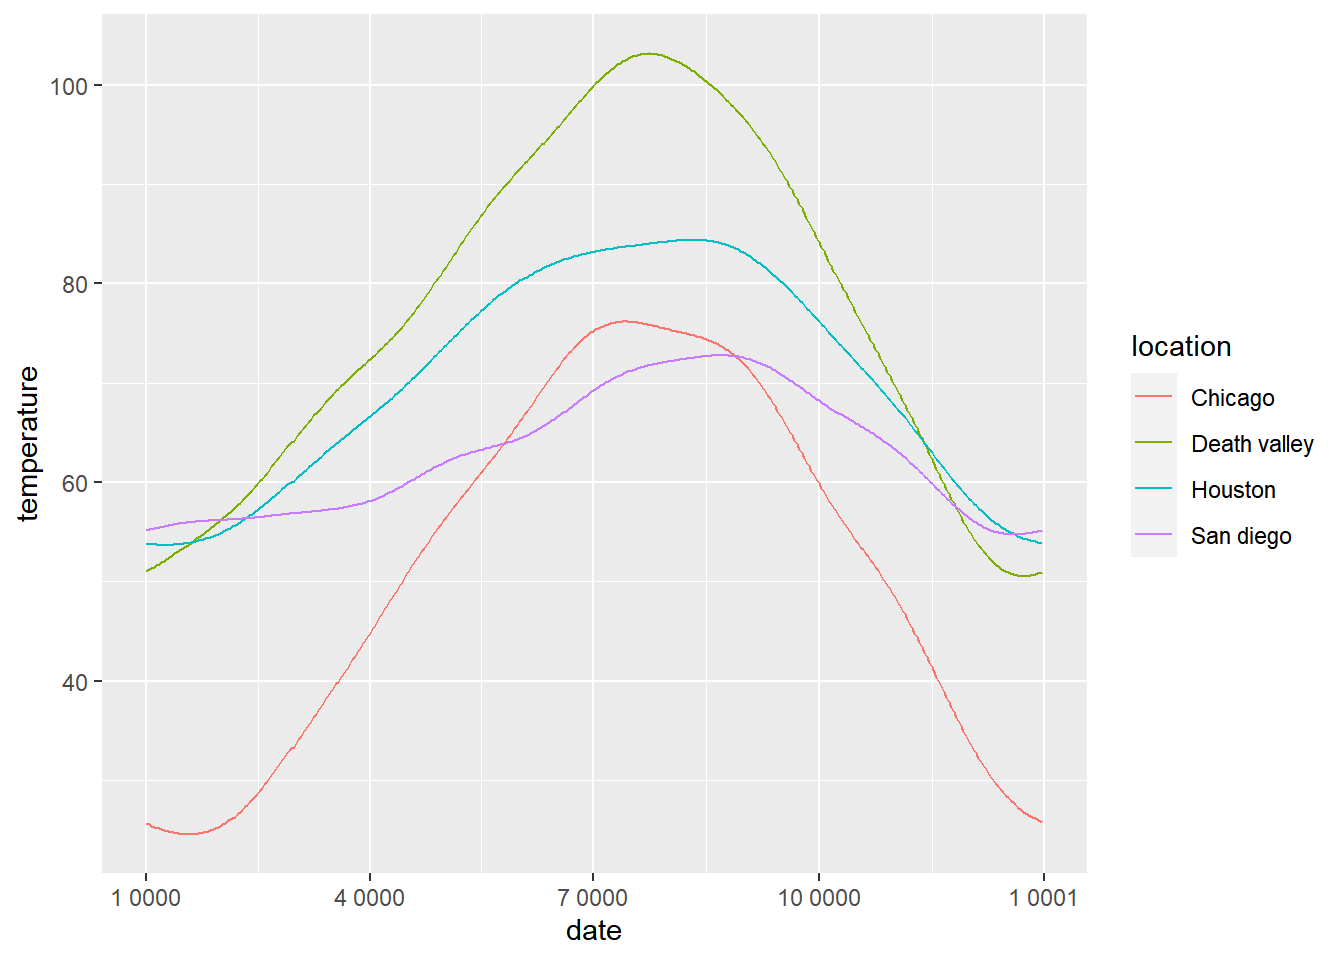 100
80
60
40
temperature
1 0000
4 0000
7 0000
10 0000
1 0001
date
location
Chicago
Death valley
Houston
San diego